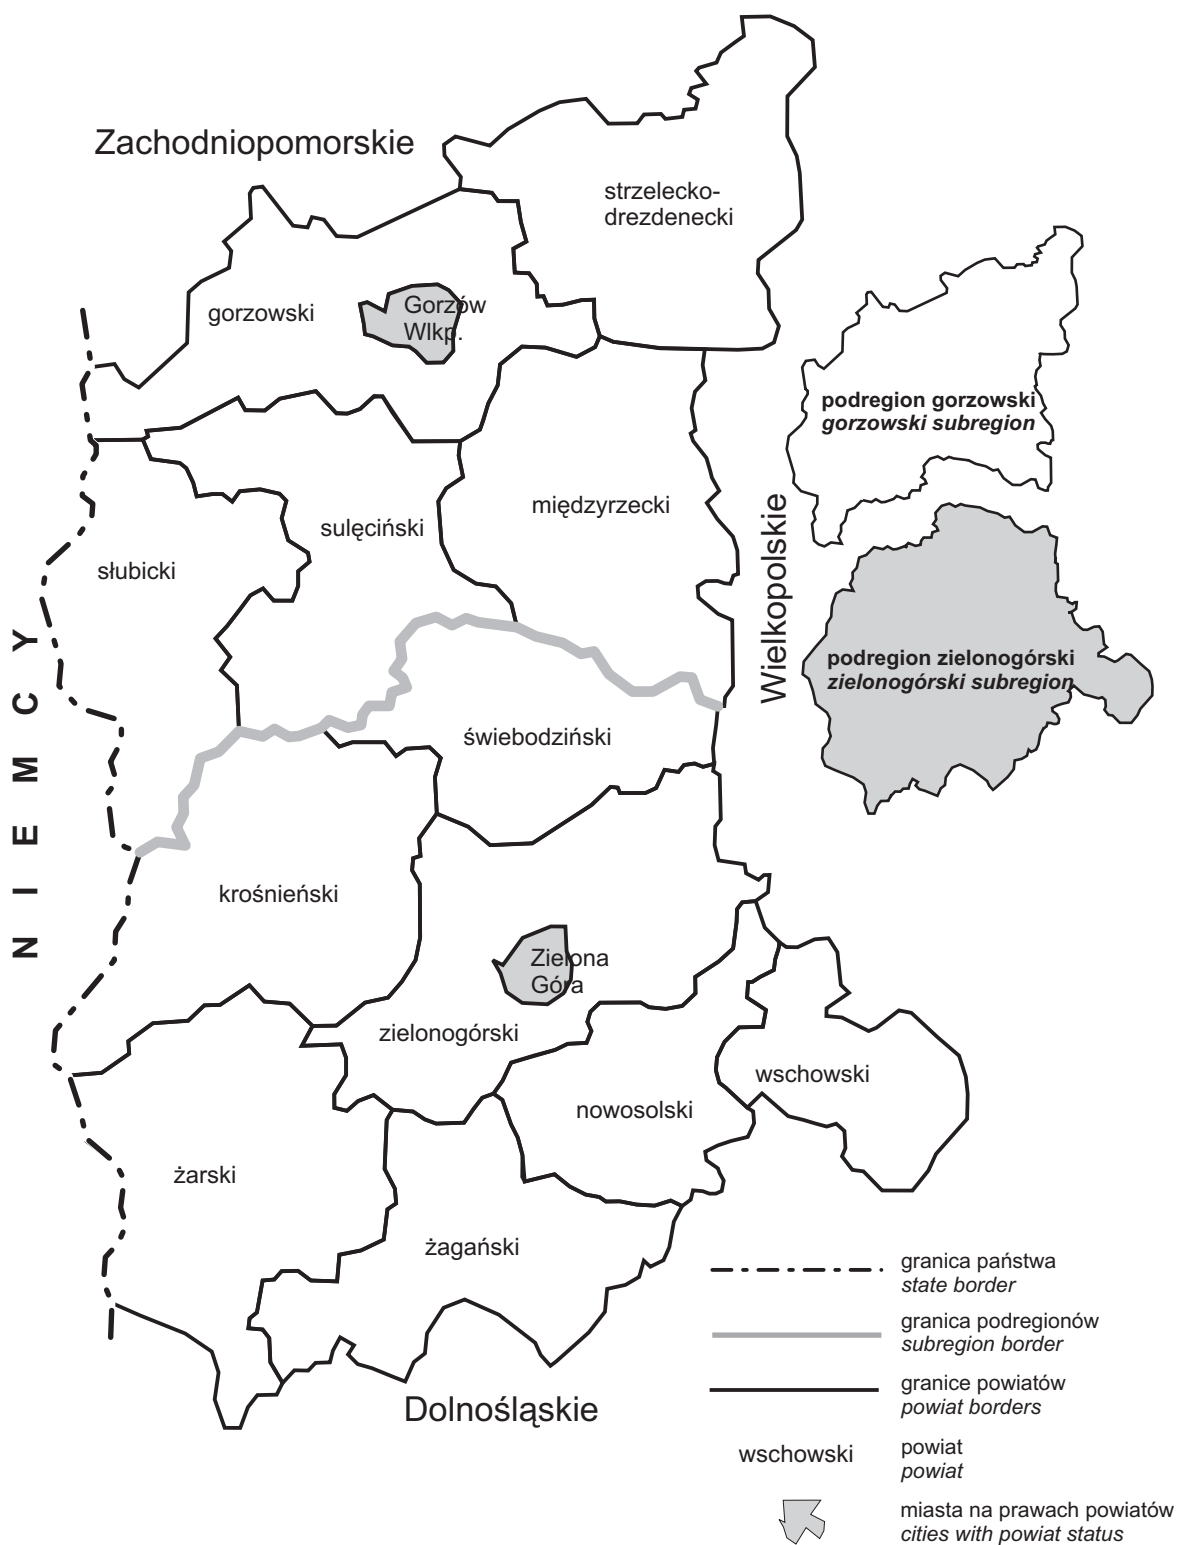 Zachodniopomorskie
strzelecko-
drezdenecki
gorzowski
Gorzów
Wlkp.
podregion gorzowski
gorzowski subregion
międzyrzecki
sulęciński
słubicki
Wielkopolskie
NIEMCY
podregion zielonogórski
zielonogórski subregion
świebodziński
krośnieński
Zielona
Góra
zielonogórski
wschowski
nowosolski
żarski
żagański
Dolnośląskie
granica państwa
state border
granica podregionów
subregion border
granice powiatów
powiat borders
wschowski
powiat
powiat
miasta na prawach powiatów
cities with powiat status